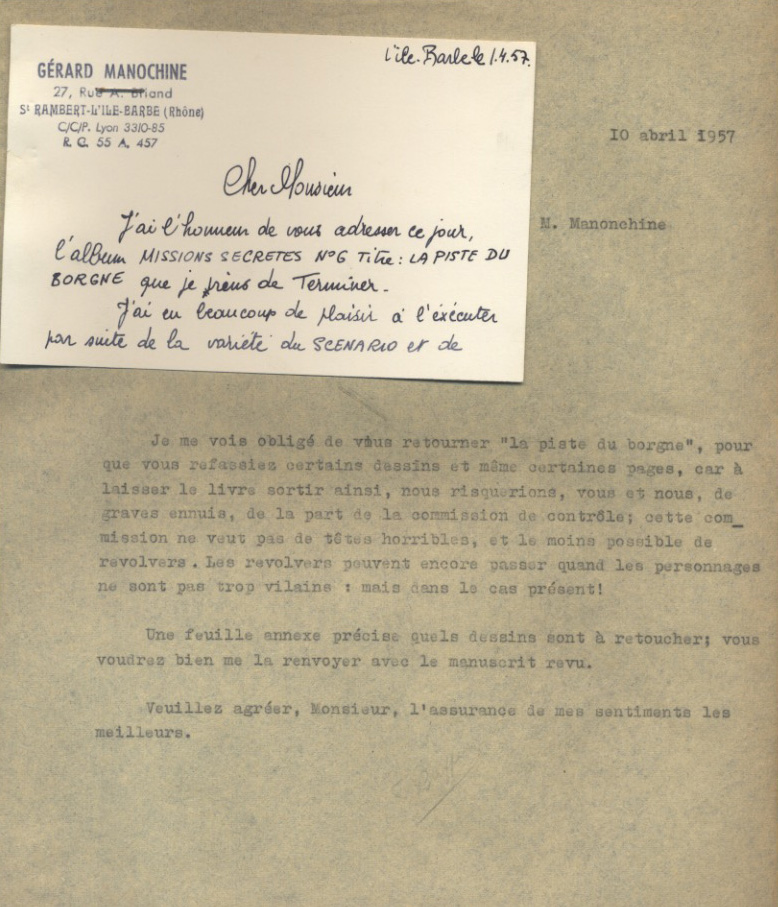 GÉRARD MANOCHINE
27, Rue A. Briand
St RAMBERT-L'ILE-BARBE (Rhône)
C/C/P. Lyon 3310-85
R. C. 55 A. 457
l'île-Barbe le 1.4.57.
Cher Monsieur
J'ai l'honneur de vous adresser ce jour,
l'album MISSIONS SECRETES N°6 Titre: LA PISTE DU
BORGNE que je viens de Terminer.
J'ai eu beaucoup de plaisir à l'éxécuter
par suite de la variété du SCENARIO et de
10 abril 1957
M. Manonchine
Je me vois obligé de vous retourner "la piste du borgne", pour
que vous refassiez certains dessins et même certaines pages, car à
laisser le livre sortir ainsi, nous risquerions, vous et nous, de
graves ennuis, de la part de la commission de contrôle; cette com_
mission ne veut pas de têtes horribles, et le moins possible de
revolvers. Les revolvers peuvent encore passer quand les personnages
ne sont pas trop vilains : mais dans le cas présent!
Une feuille annexe précise quels dessins sont à retoucher; vous
voudrez bien me la renvoyer avec le manuscrit revu.
Veuillez agréer, Monsieur, l'assurance de mes sentiments les
meilleurs.